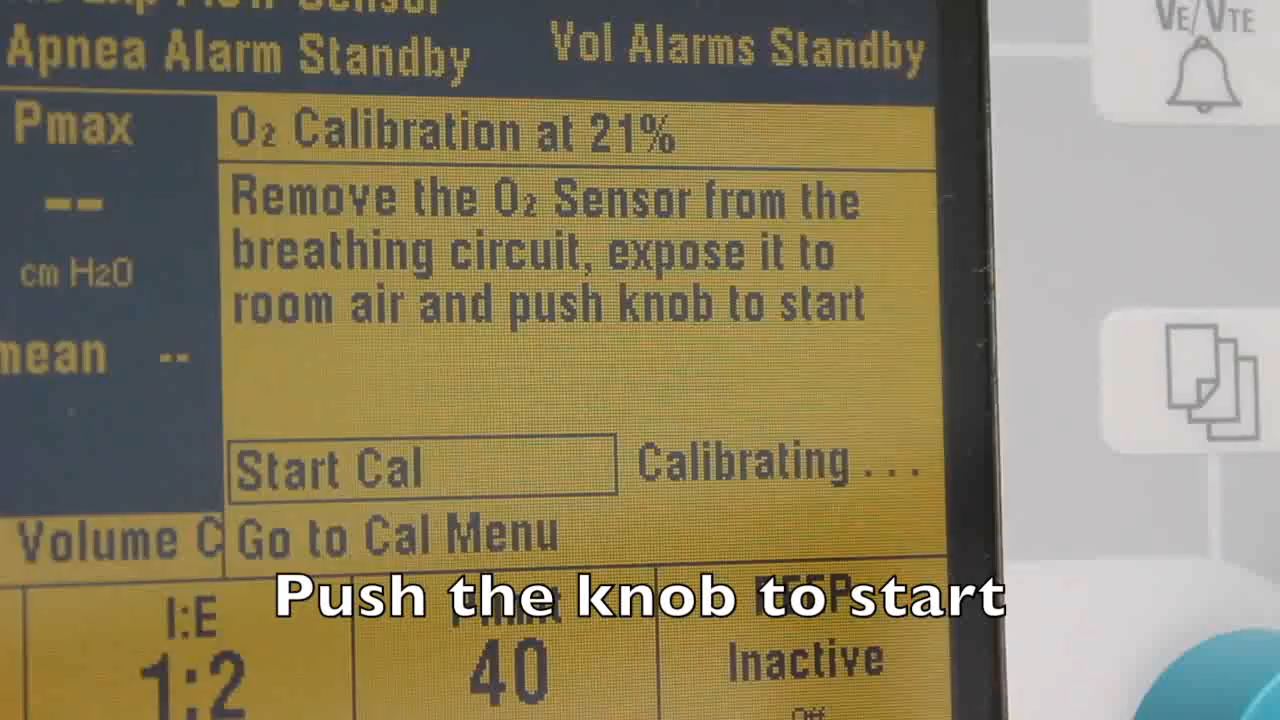 Apnea Alarm Standby
Vol Alarms Standby
VE/VTE
Pmax
--
cm H2O
mean --
O2 Calibration at 21%
Remove the O2 Sensor from the
breathing circuit, expose it to
room air and push knob to start
Start Cal
Calibrating . . .
Go to Cal Menu
Volume C
Push the knob to start
I:E
1:2
40
Inactive